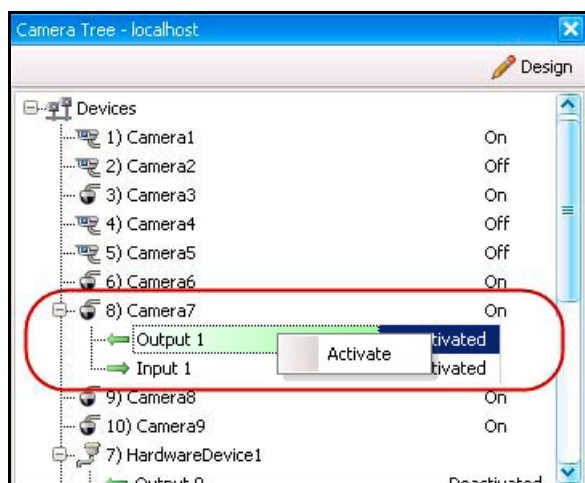 Camera Tree - localhost
Design
Devices
1) Camera1 On
2) Camera2 Off
3) Camera3 On
4) Camera4 Off
5) Camera5 Off
6) Camera6 On
8) Camera7 On
Output 1 tivated
Activate
Input 1 tivated
9) Camera8 On
10) Camera9 On
7) HardwareDevice1